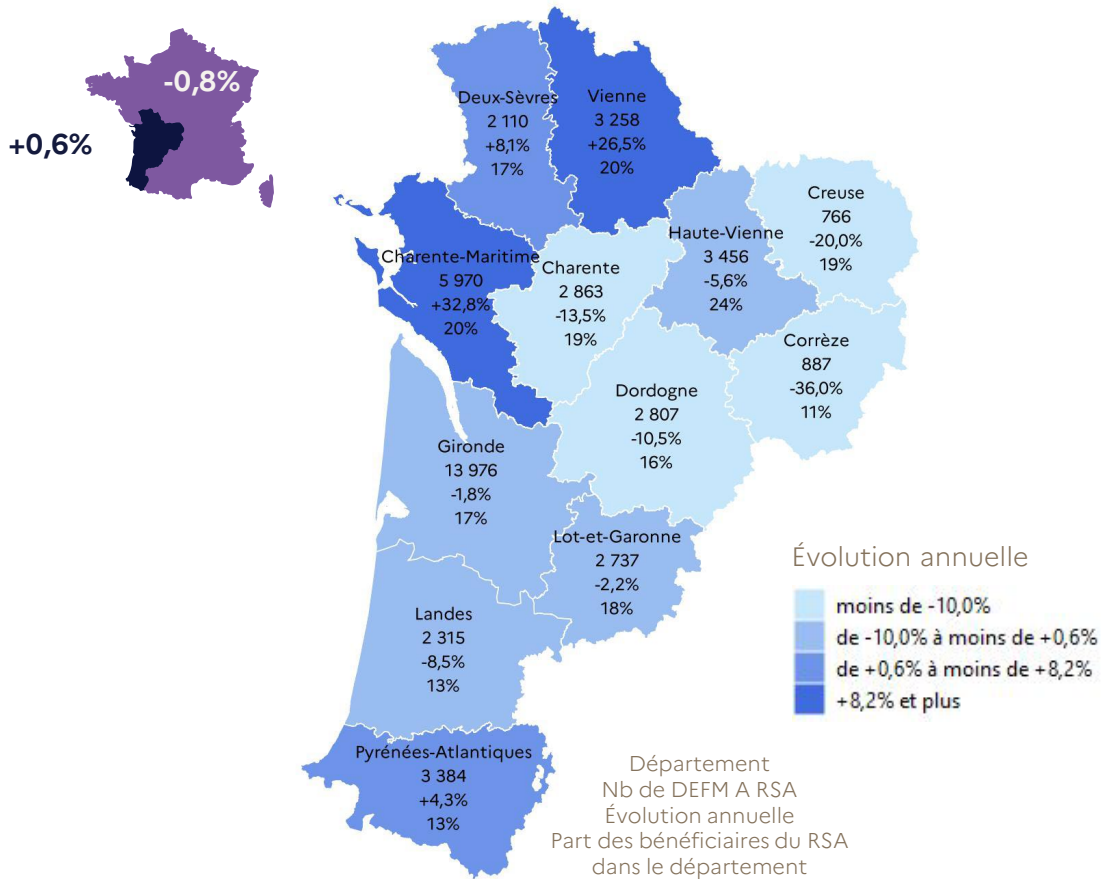 -0,8%
+0,6%
Deux-Sèvres
2 110
+8,1%
17%
Vienne
3 258
+26,5%
20%
Creuse
766
-20,0%
19%
Haute-Vienne
3 456
-5,6%
24%
Charente-Maritime
5 970
+32,8%
20%
Charente
2 863
-13,5%
19%
Corrèze
887
-36,0%
11%
Dordogne
2 807
-10,5%
16%
Gironde
13 976
-1,8%
17%
Lot-et-Garonne
2 737
-2,2%
18%
Landes
2 315
-8,5%
13%
Pyrénées-Atlantiques
3 384
+4,3%
13%
Évolution annuelle
moins de -10,0%
de -10,0% à moins de +0,6%
de +0,6% à moins de +8,2%
+8,2% et plus
Département
Nb de DEFM A RSA
Évolution annuelle
Part des bénéficiaires du RSA
dans le département